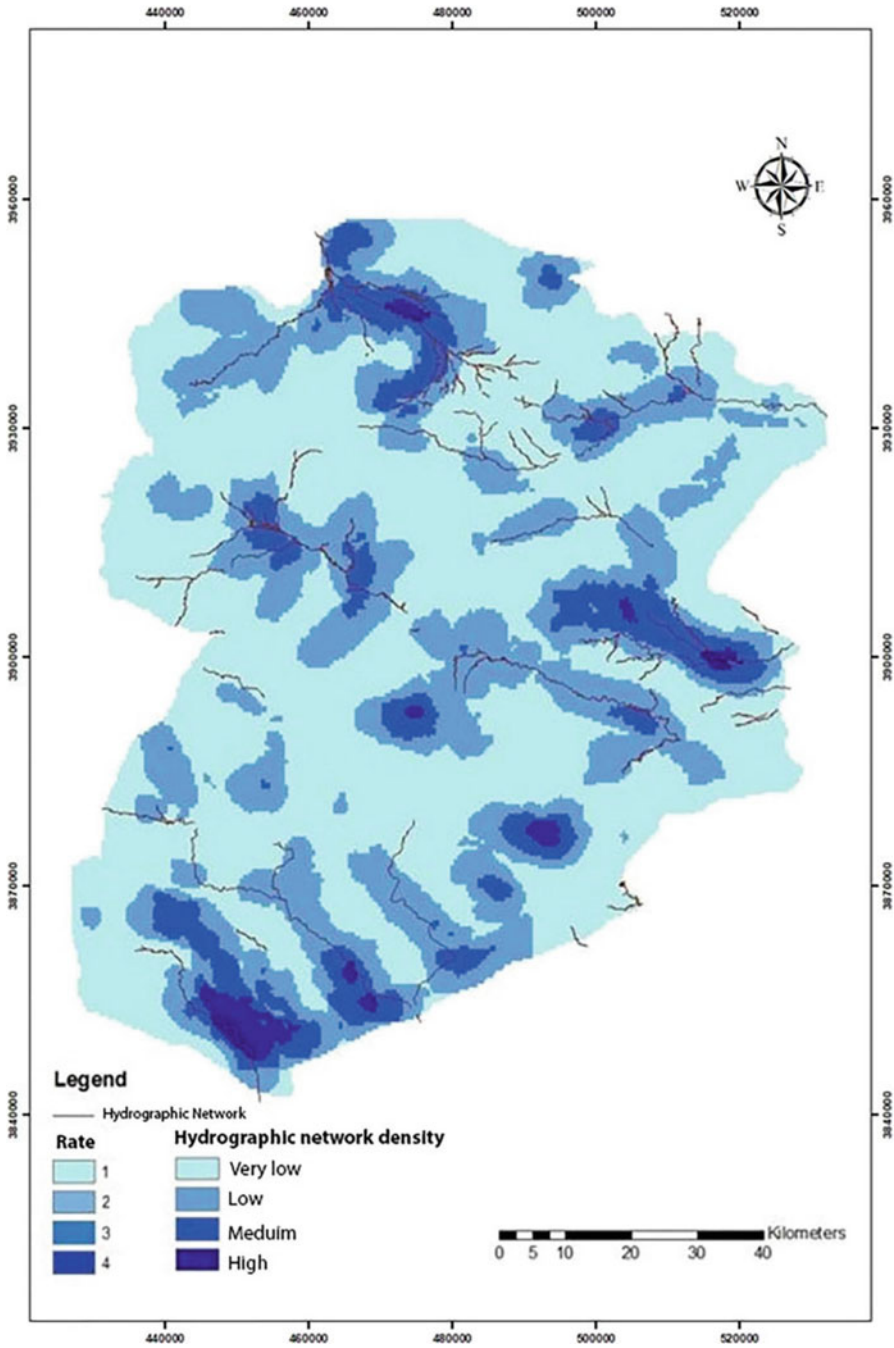 440000 460000 480000 500000 520000
N
W E
S
3960000 3960000
3930000 3930000
3900000 3900000
3870000 3870000
3840000 3840000
Legend
Hydrographic Network
Rate
1
2
3
4
Hydrographic network density
Very low
Low
Meduim
High
Kilometers
0 5 10 20 30 40
440000 460000 480000 500000 520000